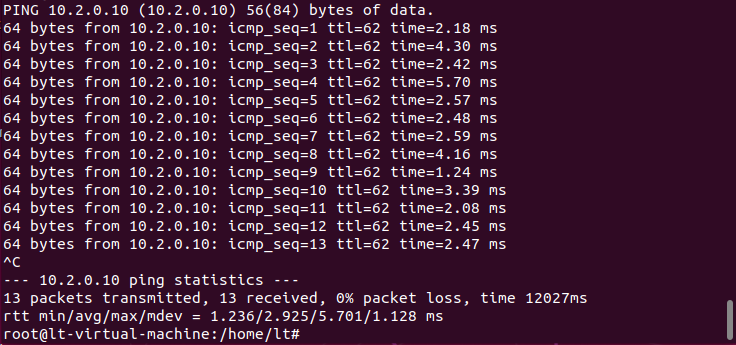 PING 10.2.0.10 (10.2.0.10) 56(84) bytes of data.
64 bytes from 10.2.0.10: icmp_seq=1 ttl=62 time=2.18 ms
64 bytes from 10.2.0.10: icmp_seq=2 ttl=62 time=4.30 ms
64 bytes from 10.2.0.10: icmp_seq=3 ttl=62 time=2.42 ms
64 bytes from 10.2.0.10: icmp_seq=4 ttl=62 time=5.70 ms
64 bytes from 10.2.0.10: icmp_seq=5 ttl=62 time=2.57 ms
64 bytes from 10.2.0.10: icmp_seq=6 ttl=62 time=2.48 ms
64 bytes from 10.2.0.10: icmp_seq=7 ttl=62 time=2.59 ms
64 bytes from 10.2.0.10: icmp_seq=8 ttl=62 time=4.16 ms
64 bytes from 10.2.0.10: icmp_seq=9 ttl=62 time=1.24 ms
64 bytes from 10.2.0.10: icmp_seq=10 ttl=62 time=3.39 ms
64 bytes from 10.2.0.10: icmp_seq=11 ttl=62 time=2.08 ms
64 bytes from 10.2.0.10: icmp_seq=12 ttl=62 time=2.45 ms
64 bytes from 10.2.0.10: icmp_seq=13 ttl=62 time=2.47 ms
^C
--- 10.2.0.10 ping statistics ---
13 packets transmitted, 13 received, 0% packet loss, time 12027ms
rtt min/avg/max/mdev = 1.236/2.925/5.701/1.128 ms
root@lt-virtual-machine:/home/lt#